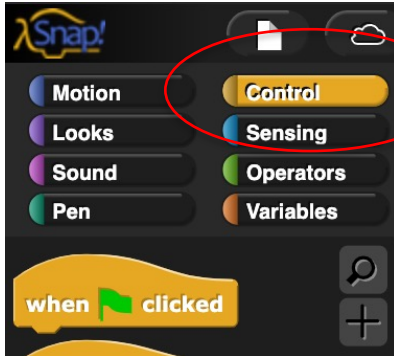 λSnap!
Motion Control
Looks Sensing
Sound Operators
Pen Variables
when clicked